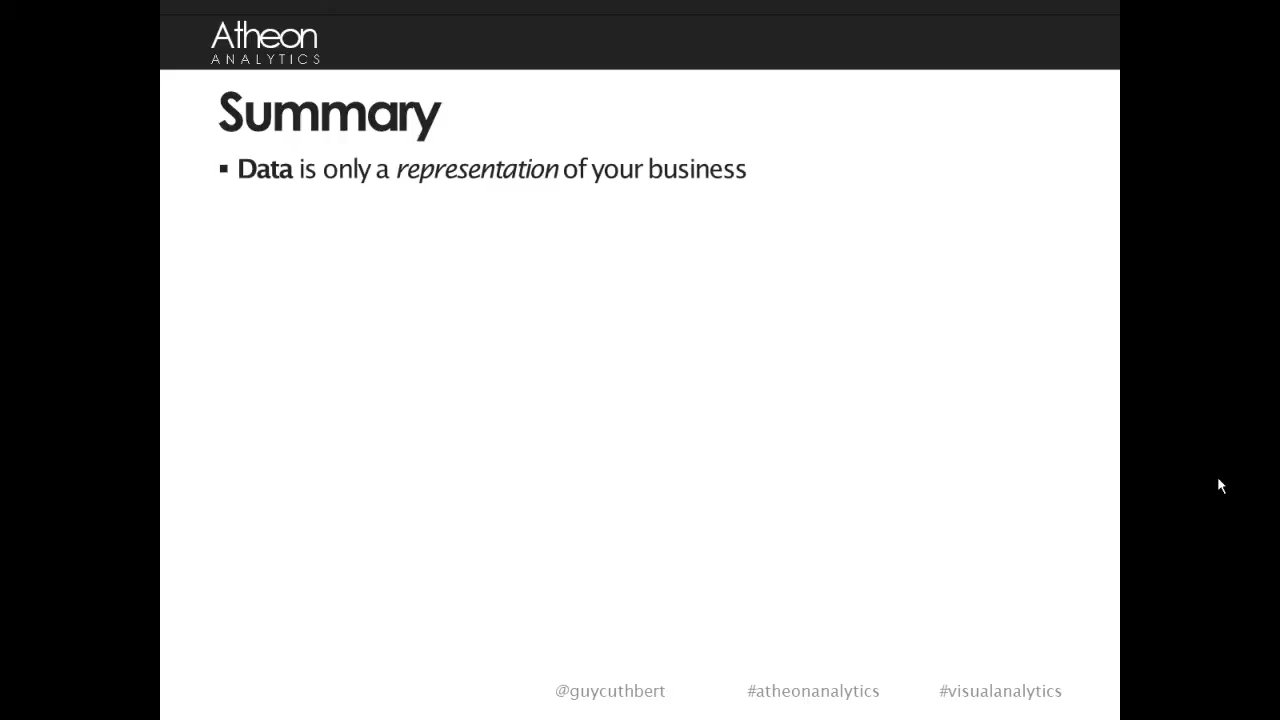 Atheon
ANALYTICS
Summary
▪ Data is only a representation of your business
@guycuthbert #atheonanalytics #visualanalytics